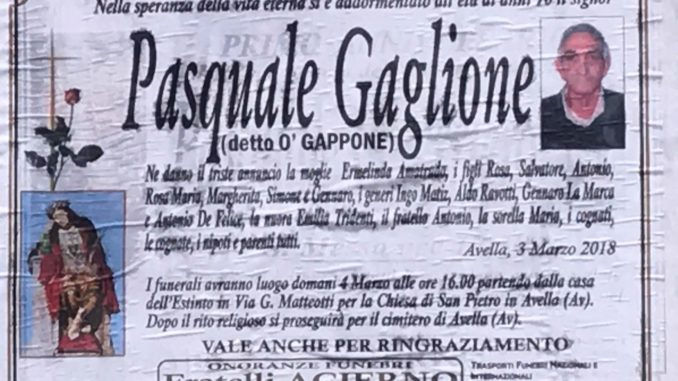 Nella speranza della vita eterna si è addormentato all'età di anni 76 il signor
Pasquale Gaglione
(detto O' GAPPONE)
Ne danno il triste annuncio la moglie Ermelinda Amatrada, i figli Rosa, Salvatore, Antonio,
Rosa Maria, Margherita, Simone e Gennaro, i generi Ingo Matiz, Aldo Ravotti, Gennaro La Marca
e Antonio De Felice, la nuora Emilia Tridenti, il fratello Antonio, la sorella Maria, i cognati,
le cognate, i nipoti e parenti tutti.
Avella, 3 Marzo 2018
I funerali avranno luogo domani 4 Marzo alle ore 16.00 partendo dalla casa
dell'Estinto in Via G. Matteotti per la Chiesa di San Pietro in Avella (Av).
Dopo il rito religioso si proseguirà per il cimitero di Avella (Av).
VALE ANCHE PER RINGRAZIAMENTO
ONORANZE FUNEBRI
Fratelli ACIERNO
TRASPORTI FUNEBRI NAZIONALI E
INTERNAZIONALI